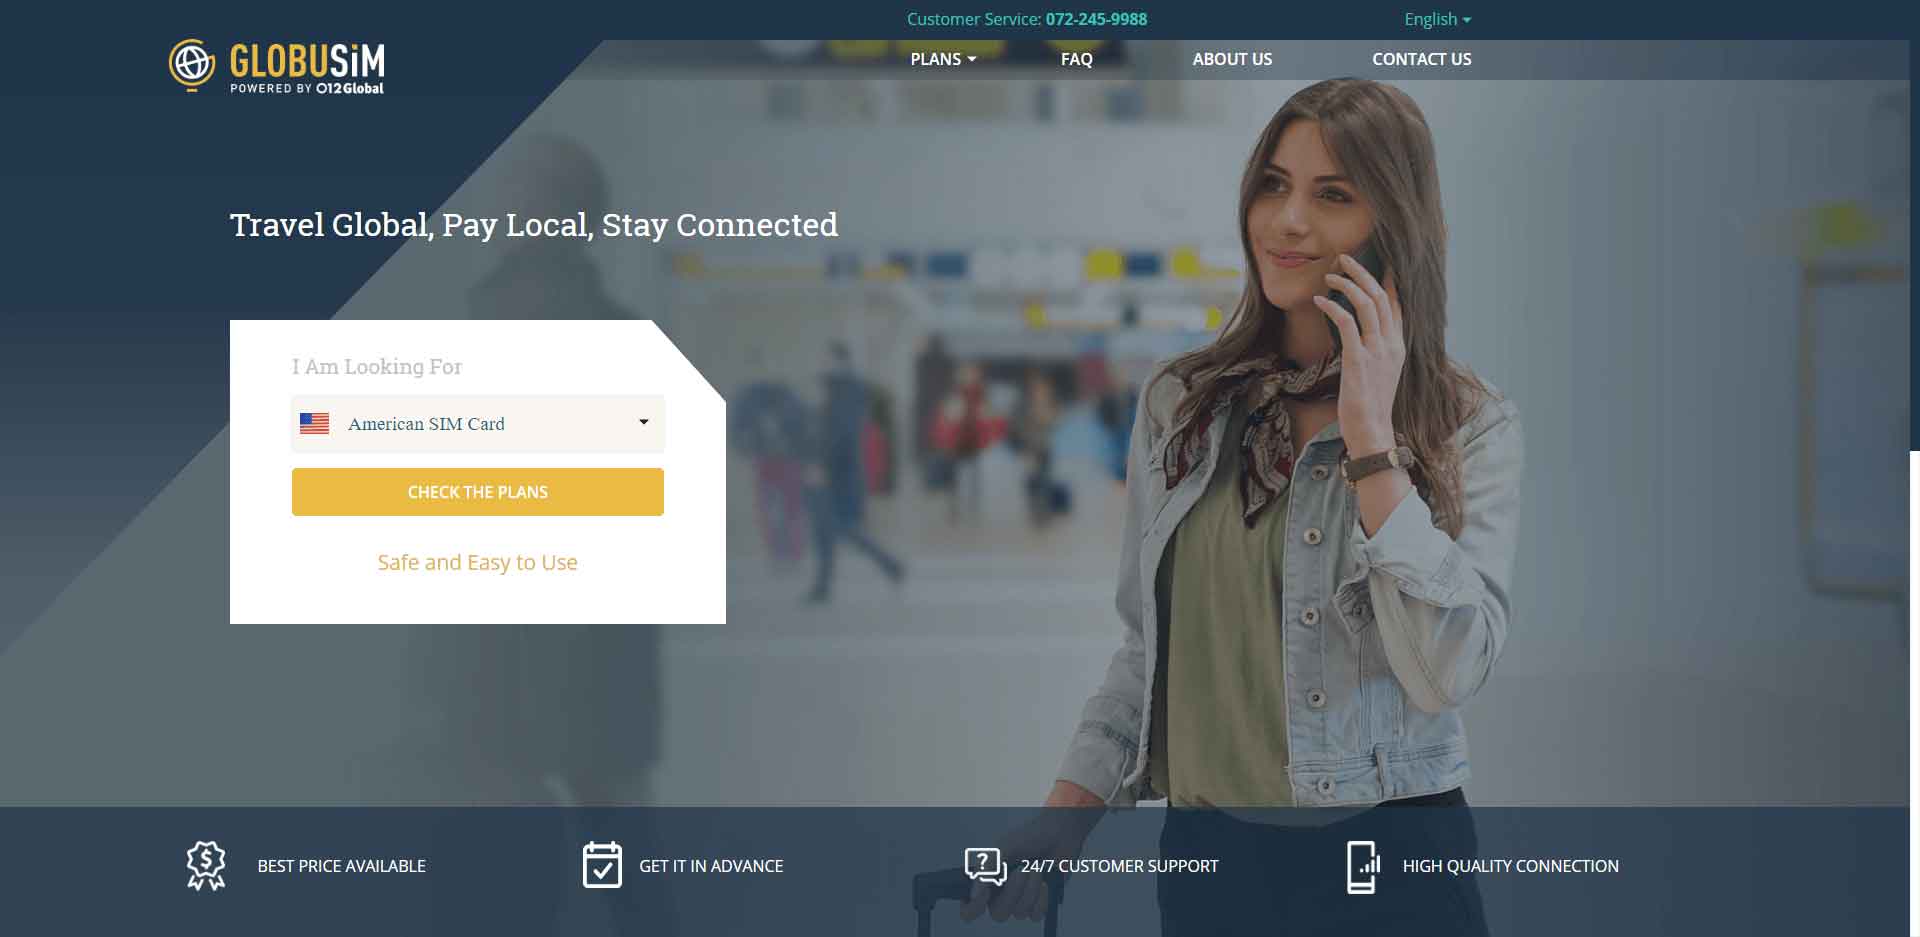 Customer Service: 072-245-9988
English
GLOBUSiM
POWERED BY 012Global
PLANS
FAQ
ABOUT US
CONTACT US
Travel Global, Pay Local, Stay Connected
I Am Looking For
American SIM Card
CHECK THE PLANS
Safe and Easy to Use
BEST PRICE AVAILABLE
GET IT IN ADVANCE
24/7 CUSTOMER SUPPORT
HIGH QUALITY CONNECTION